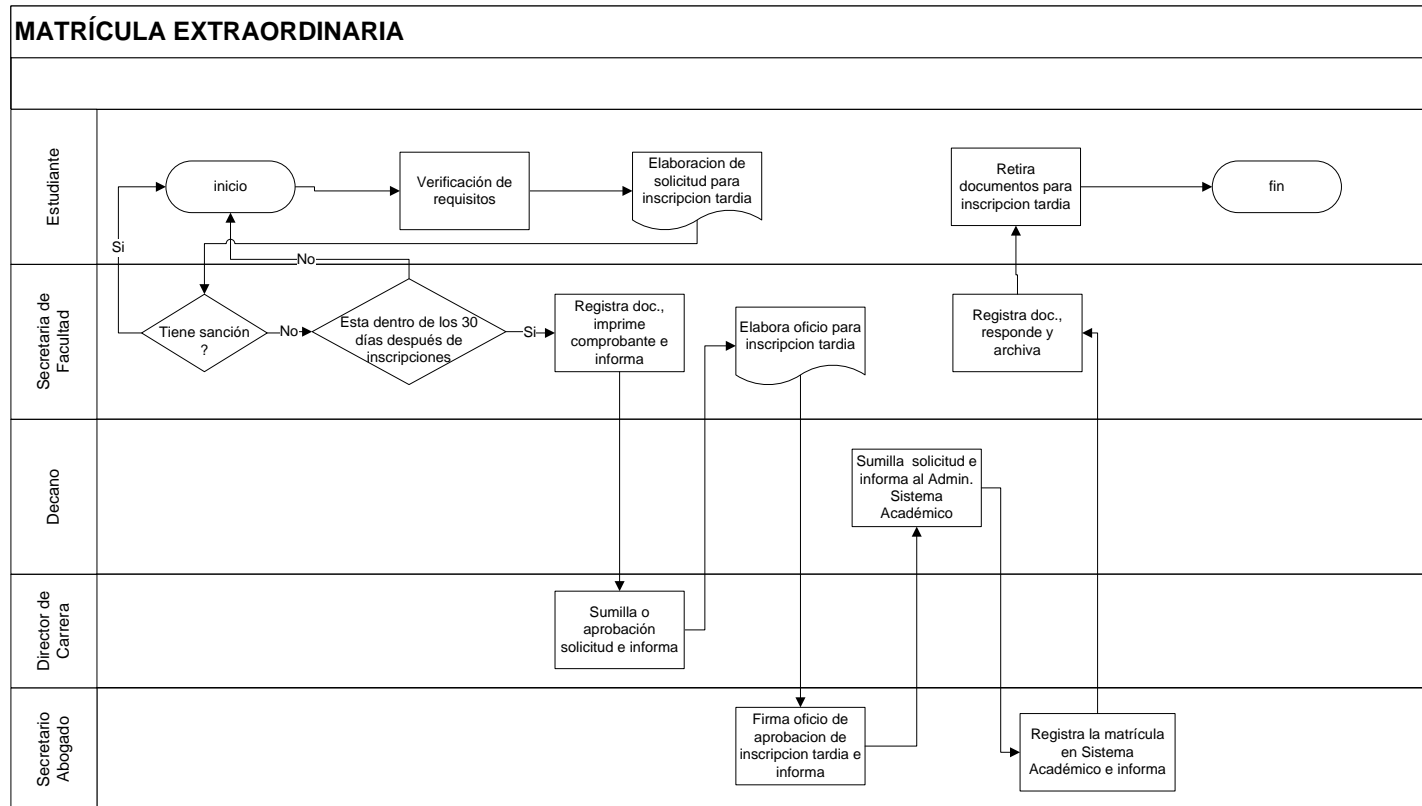 MATRÍCULA EXTRAORDINARIA
Estudiante
inicio
Verificación de
requisitos
Elaboracion de
solicitud para
inscripcion tardia
Retira
documentos para
inscripcion tardia
fin
Si
No
Secretaria de
Facultad
Tiene sanción
?
No
Esta dentro de los 30
días después de
inscripciones
Si
Registra doc.,
imprime
comprobante e
informa
Elabora oficio para
inscripcion tardia
Registra doc.,
responde y
archiva
Decano
Sumilla solicitud e
informa al Admin.
Sistema
Académico
Director de
Carrera
Sumilla o
aprobación
solicitud e informa
Secretario
Abogado
Firma oficio de
aprobacion de
inscripcion tardia e
informa
Registra la matrícula
en Sistema
Académico e informa